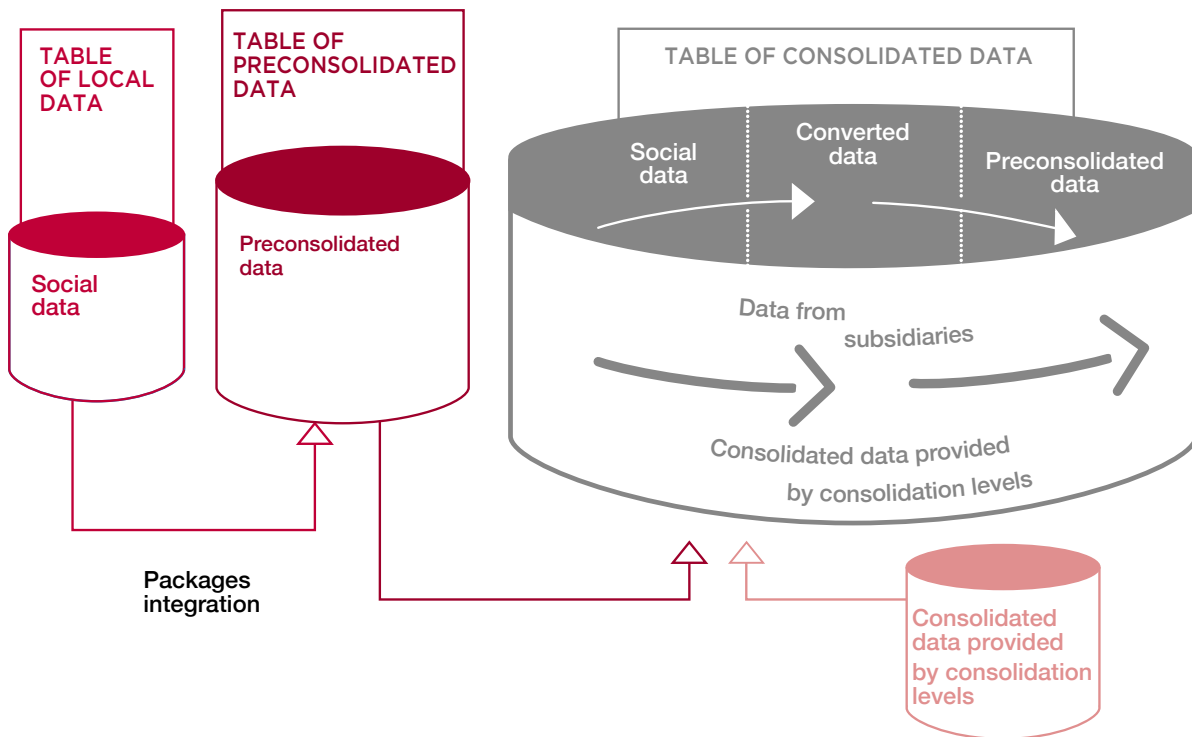 TABLE
OF LOCAL
DATA
Social
data
TABLE OF
PRECONSOLIDATED
DATA
Preconsolidated
data
TABLE OF CONSOLIDATED DATA
Social
data
Converted
data
Preconsolidated
data
Data from
subsidiaries
Consolidated data provided
by consolidation levels
Packages
integration
Consolidated
data provided
by consolidation
levels